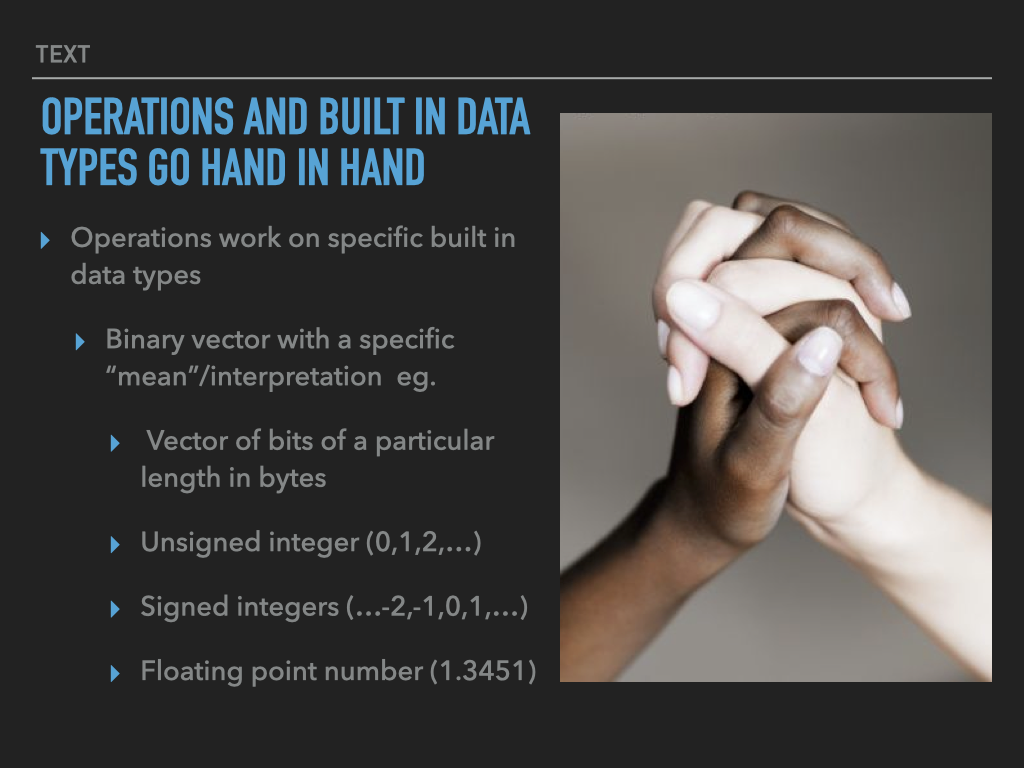 TEXT
OPERATIONS AND BUILT IN DATA
TYPES GO HAND IN HAND
Operations work on specific built in
data types
Binary vector with a specific
“mean”/interpretation  eg.
Vector of bits of a particular
length in bytes
Unsigned integer (0,1,2,…)
Signed integers (…-2,-1,0,1,…)
Floating point number (1.3451)